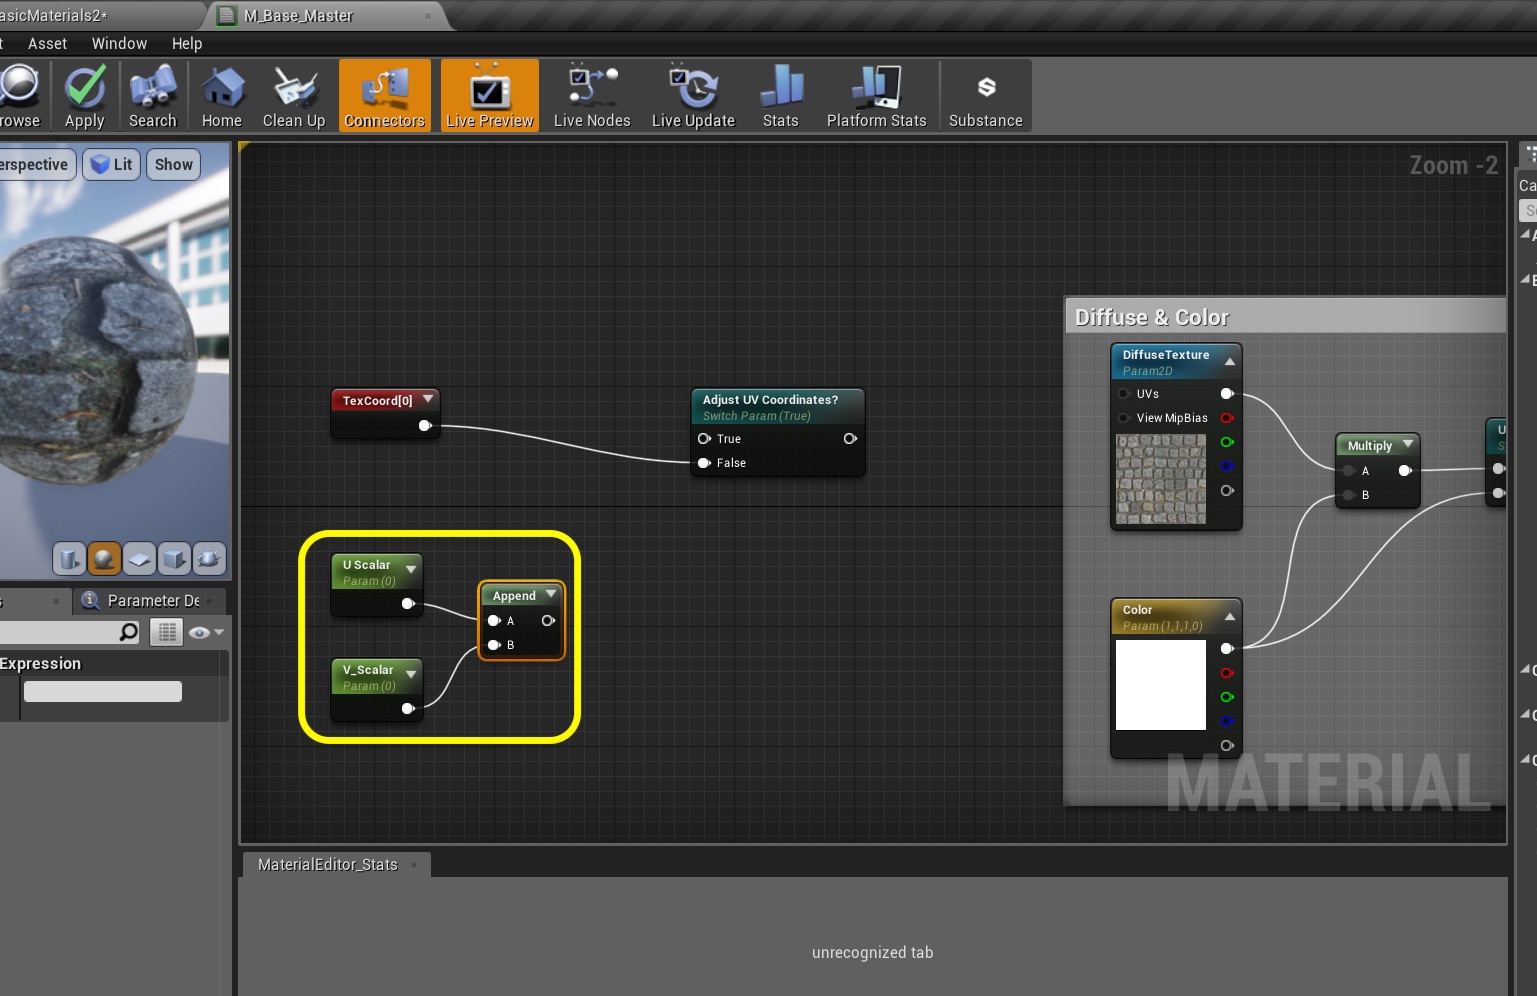 asicMaterials2*
M_Base_Master
t Asset Window Help
rowse
Apply
Search
Home
Clean Up
Connectors
Live Preview
Live Nodes
Live Update
Stats
Platform Stats
Substance
erspective
Lit
Show
Zoom -2
Ca
Diffuse & Color
DiffuseTexture
Param2D
UVs
View MipBias
TexCoord[0]
Adjust UV Coordinates?
Switch Param (True)
True
False
Multiply
A
B
U
S
U Scalar
Param (0)
Append
A
B
V_Scalar
Param (0)
Color
Param (1,1,1,0)
MATERIAL
s
Parameter De
Expression
MaterialEditor_Stats
unrecognized tab